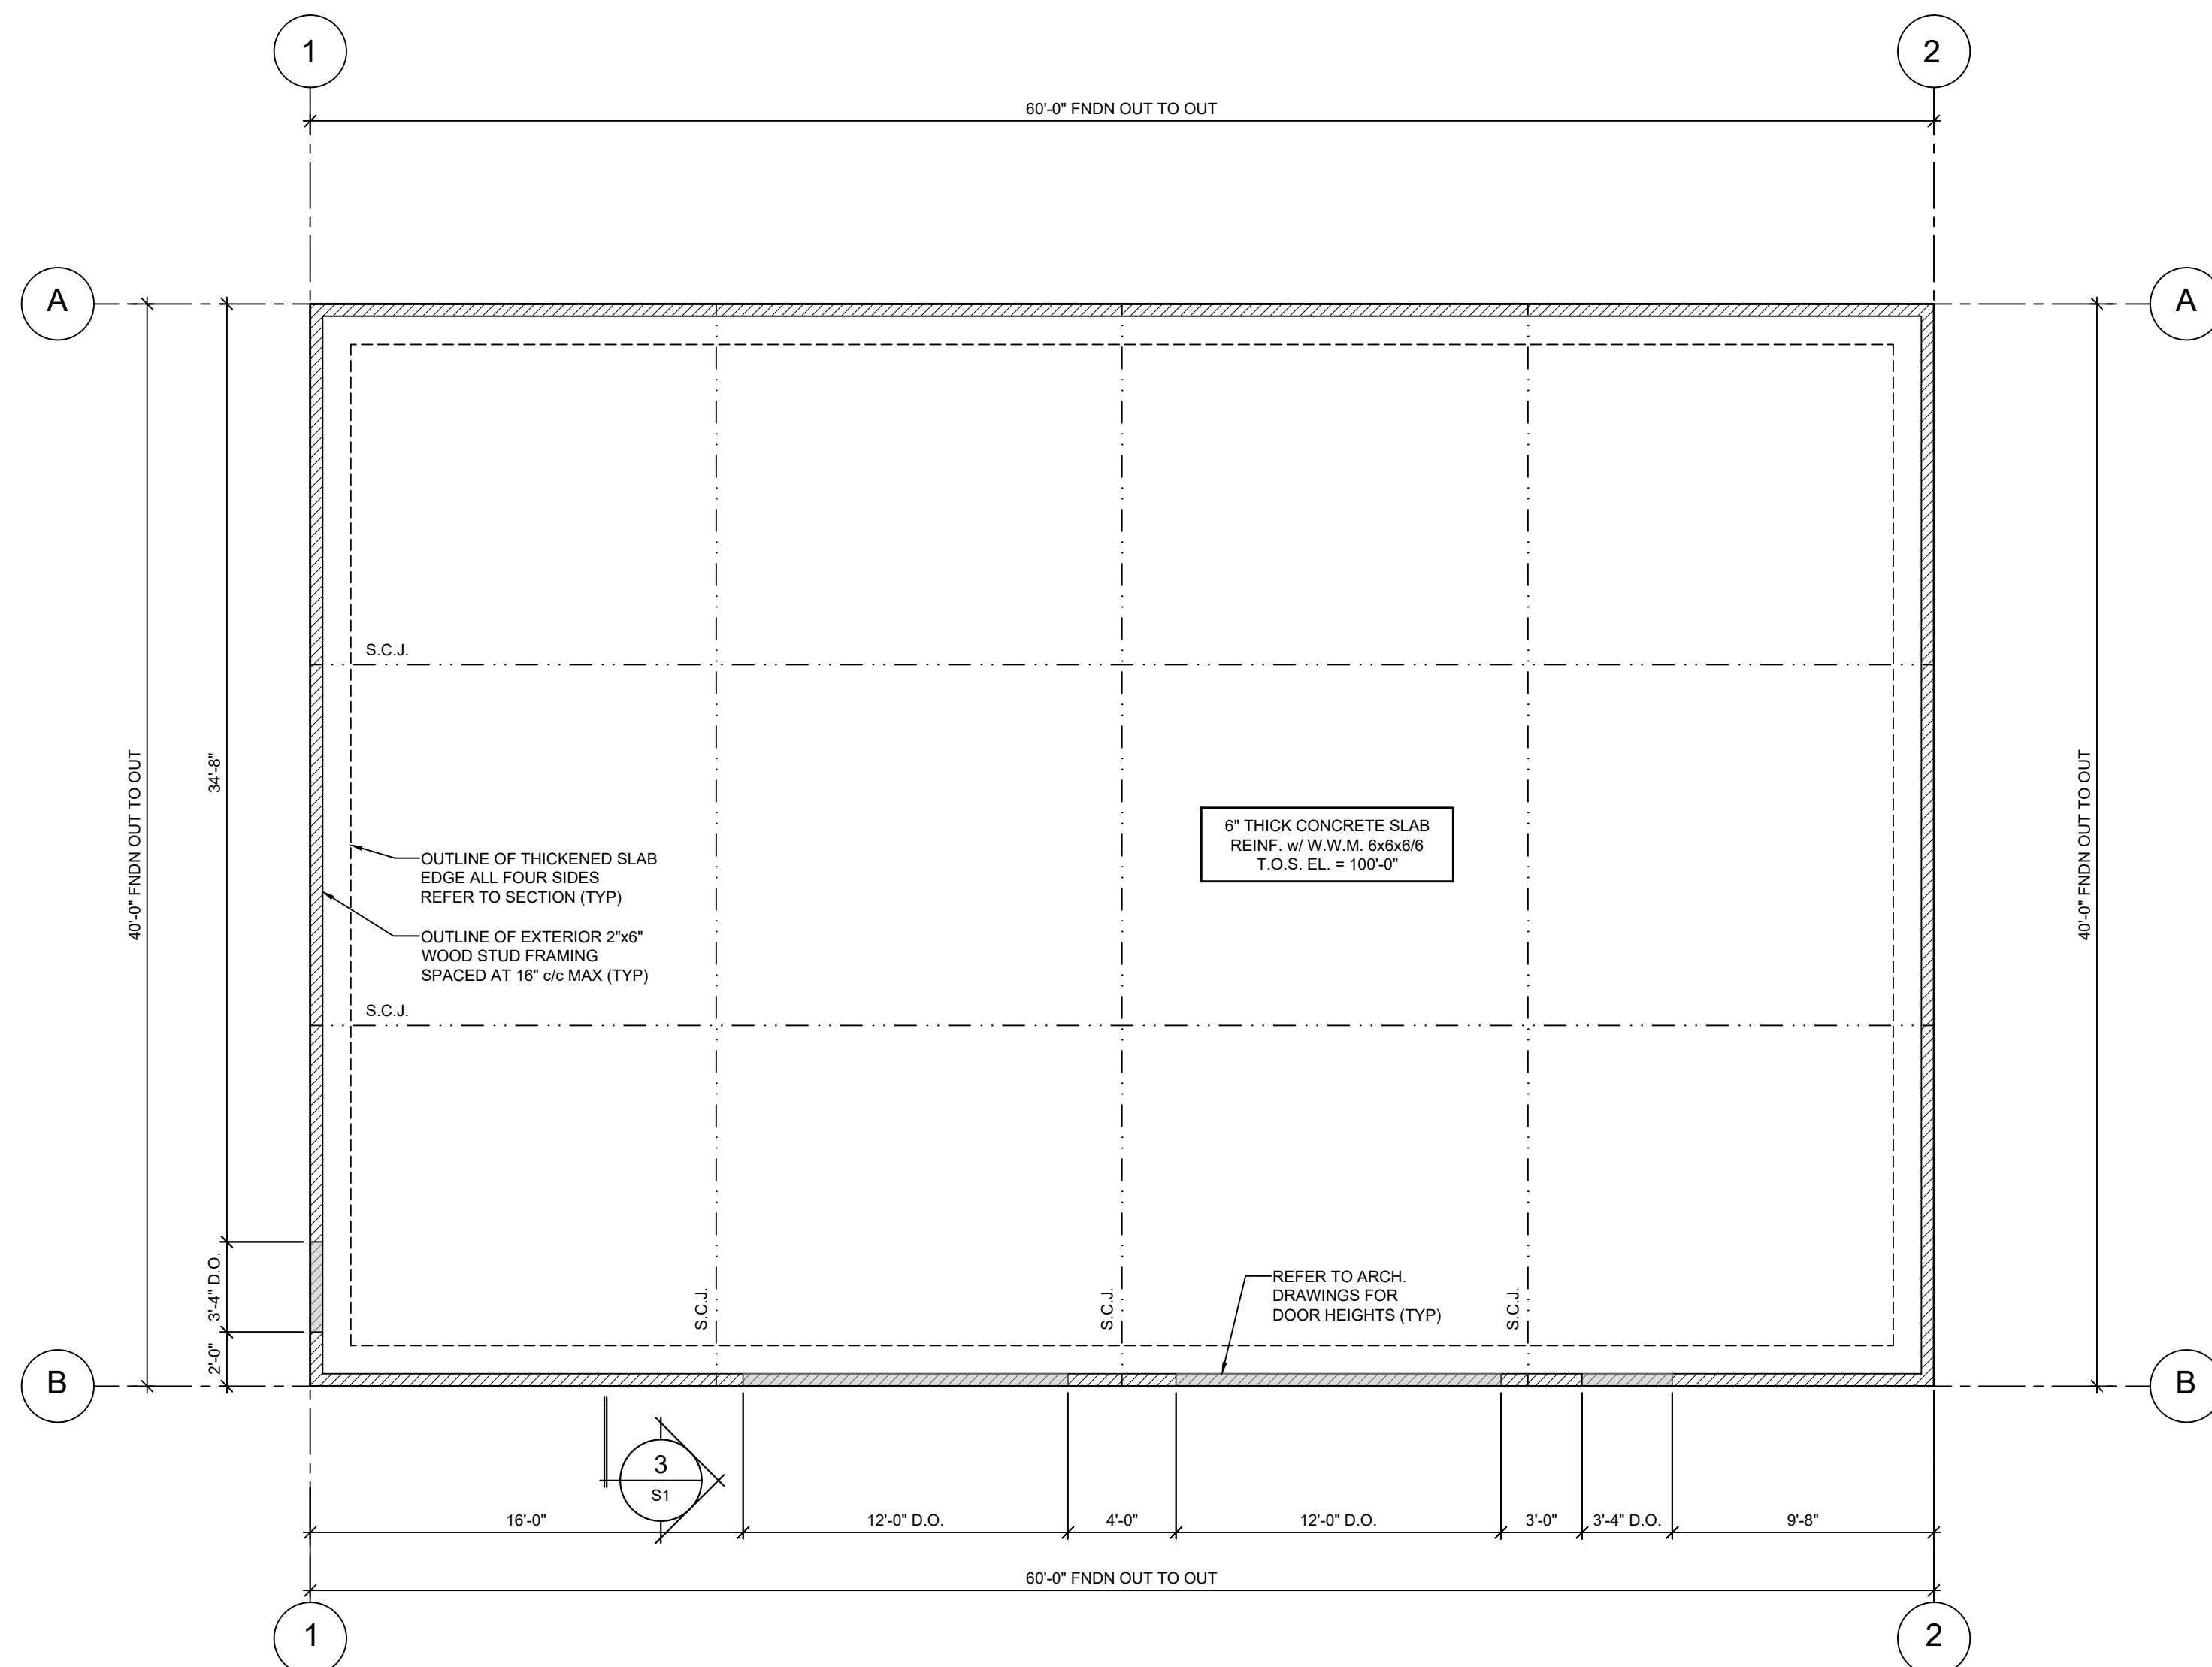 1
2
60'-0" FNDN OUT TO OUT
A
A
40'-0" FNDN OUT TO OUT
34'-8"
3'-4" D.O.
2'-0"
40'-0" FNDN OUT TO OUT
S.C.J.
6" THICK CONCRETE SLAB
REINF. w/ W.W.M. 6x6x6/6
T.O.S. EL. = 100'-0"
OUTLINE OF THICKENED SLAB
EDGE ALL FOUR SIDES
REFER TO SECTION (TYP)
OUTLINE OF EXTERIOR 2"x6"
WOOD STUD FRAMING
SPACED AT 16" c/c MAX (TYP)
S.C.J.
S.C.J.
S.C.J.
S.C.J.
REFER TO ARCH.
DRAWINGS FOR
DOOR HEIGHTS (TYP)
B
B
3
S1
16'-0"
12'-0" D.O.
4'-0"
12'-0" D.O.
3'-0"
3'-4" D.O.
9'-8"
60'-0" FNDN OUT TO OUT
1
2